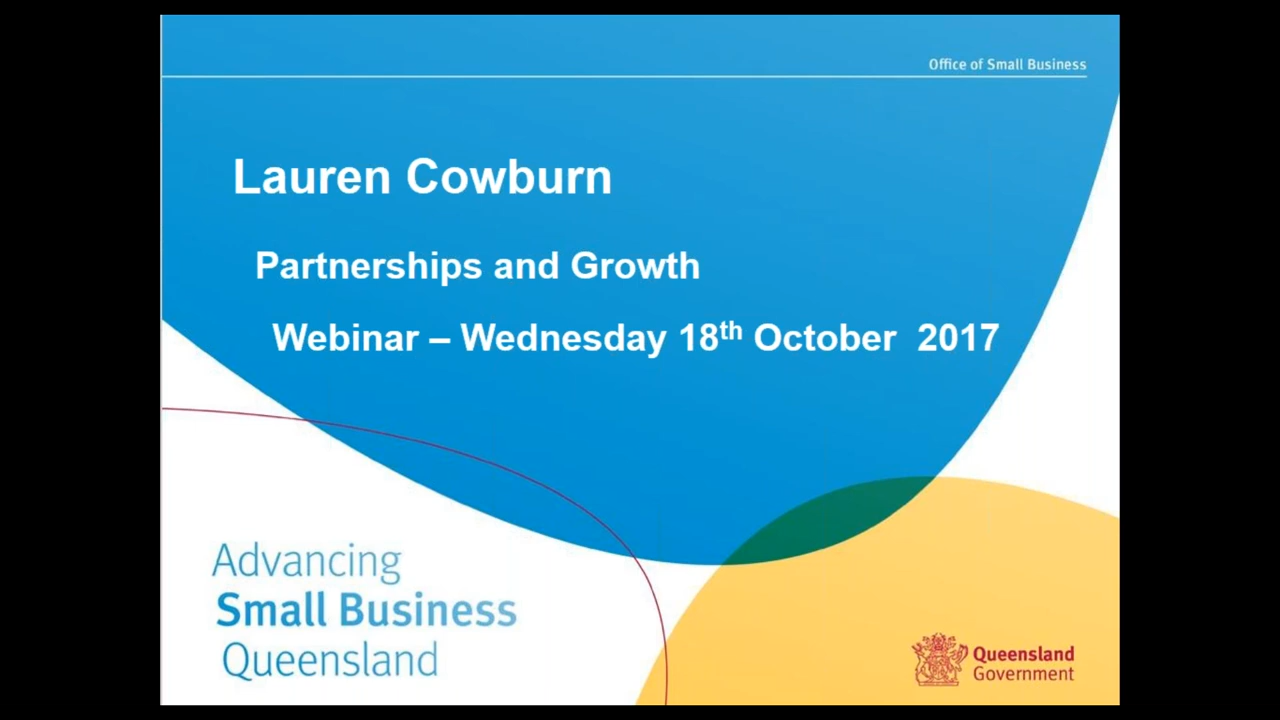 Office of Small Business
Lauren Cowburn
Partnerships and Growth
Webinar – Wednesday 18th October 2017
Advancing
Small Business
Queensland
Queensland
Government